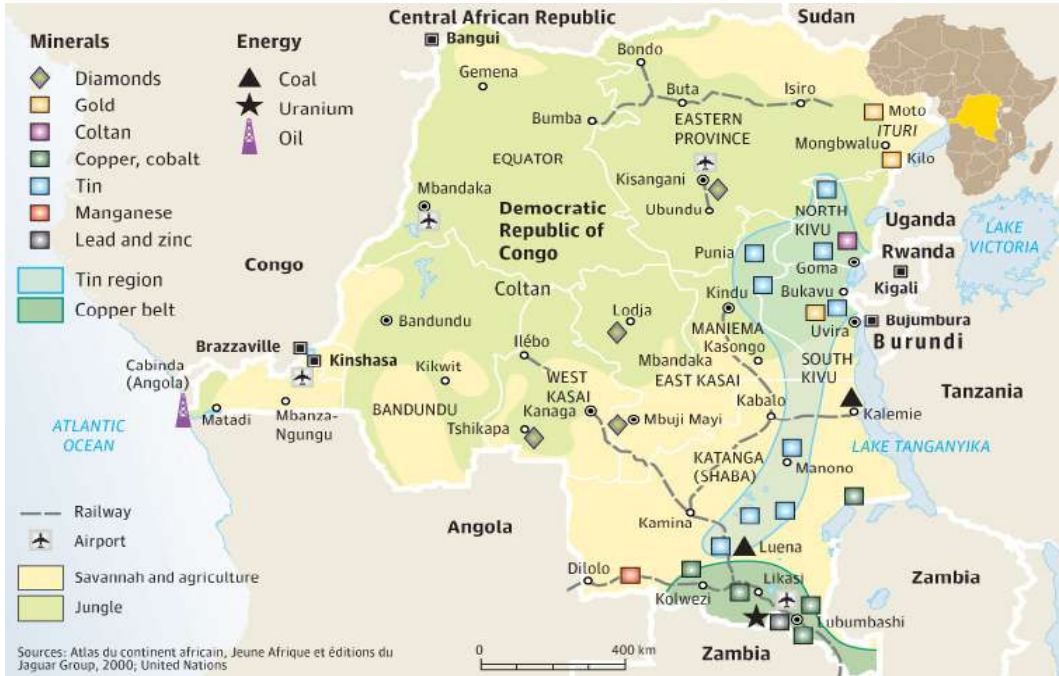 Minerals
Diamonds
Gold
Coltan
Copper, cobalt
Tin
Manganese
Lead and zinc
Tin region
Copper belt
Energy
Coal
Uranium
Oil
Central African Republic
Bangui
Sudan
Bondo
Gemena
Buta
Isiro
Bumba
EASTERN
PROVINCE
Moto
ITURI
Mongbwalu
Kilo
EQUATOR
Kisangani
Mbandaka
Ubundu
Democratic
Republic of
Congo
NORTH
KIVU
Uganda
LAKE
VICTORIA
Punia
Congo
Goma
Rwanda
Kigali
Coltan
Bukavu
Kindu
Bandundu
Lodja
MANIEMA
Uvira
Bujumbura
Burundi
Brazzaville
Kinshasa
Ilébo
Kasongo
Mbandaka
SOUTH
KIVU
Cabinda
(Angola)
Kikwit
WEST
KASAI
EAST KASAI
Tanzania
Matadi
Mbanza-
Ngungu
BANDUNDU
Kanaga
Mbuji Mayi
Kabalo
Kalemie
ATLANTIC
OCEAN
Tshikapa
KATANGA
(SHABA)
Manono
LAKE TANGANYIKA
Railway
Airport
Angola
Kamina
Luena
Savannah and agriculture
Jungle
Dilolo
Kolwezi
Likasi
Lubumbashi
Zambia
Zambia
Sources: Atlas du continent africain, Jeune Afrique et éditions du
Jaguar Group, 2000; United Nations
0 400 km